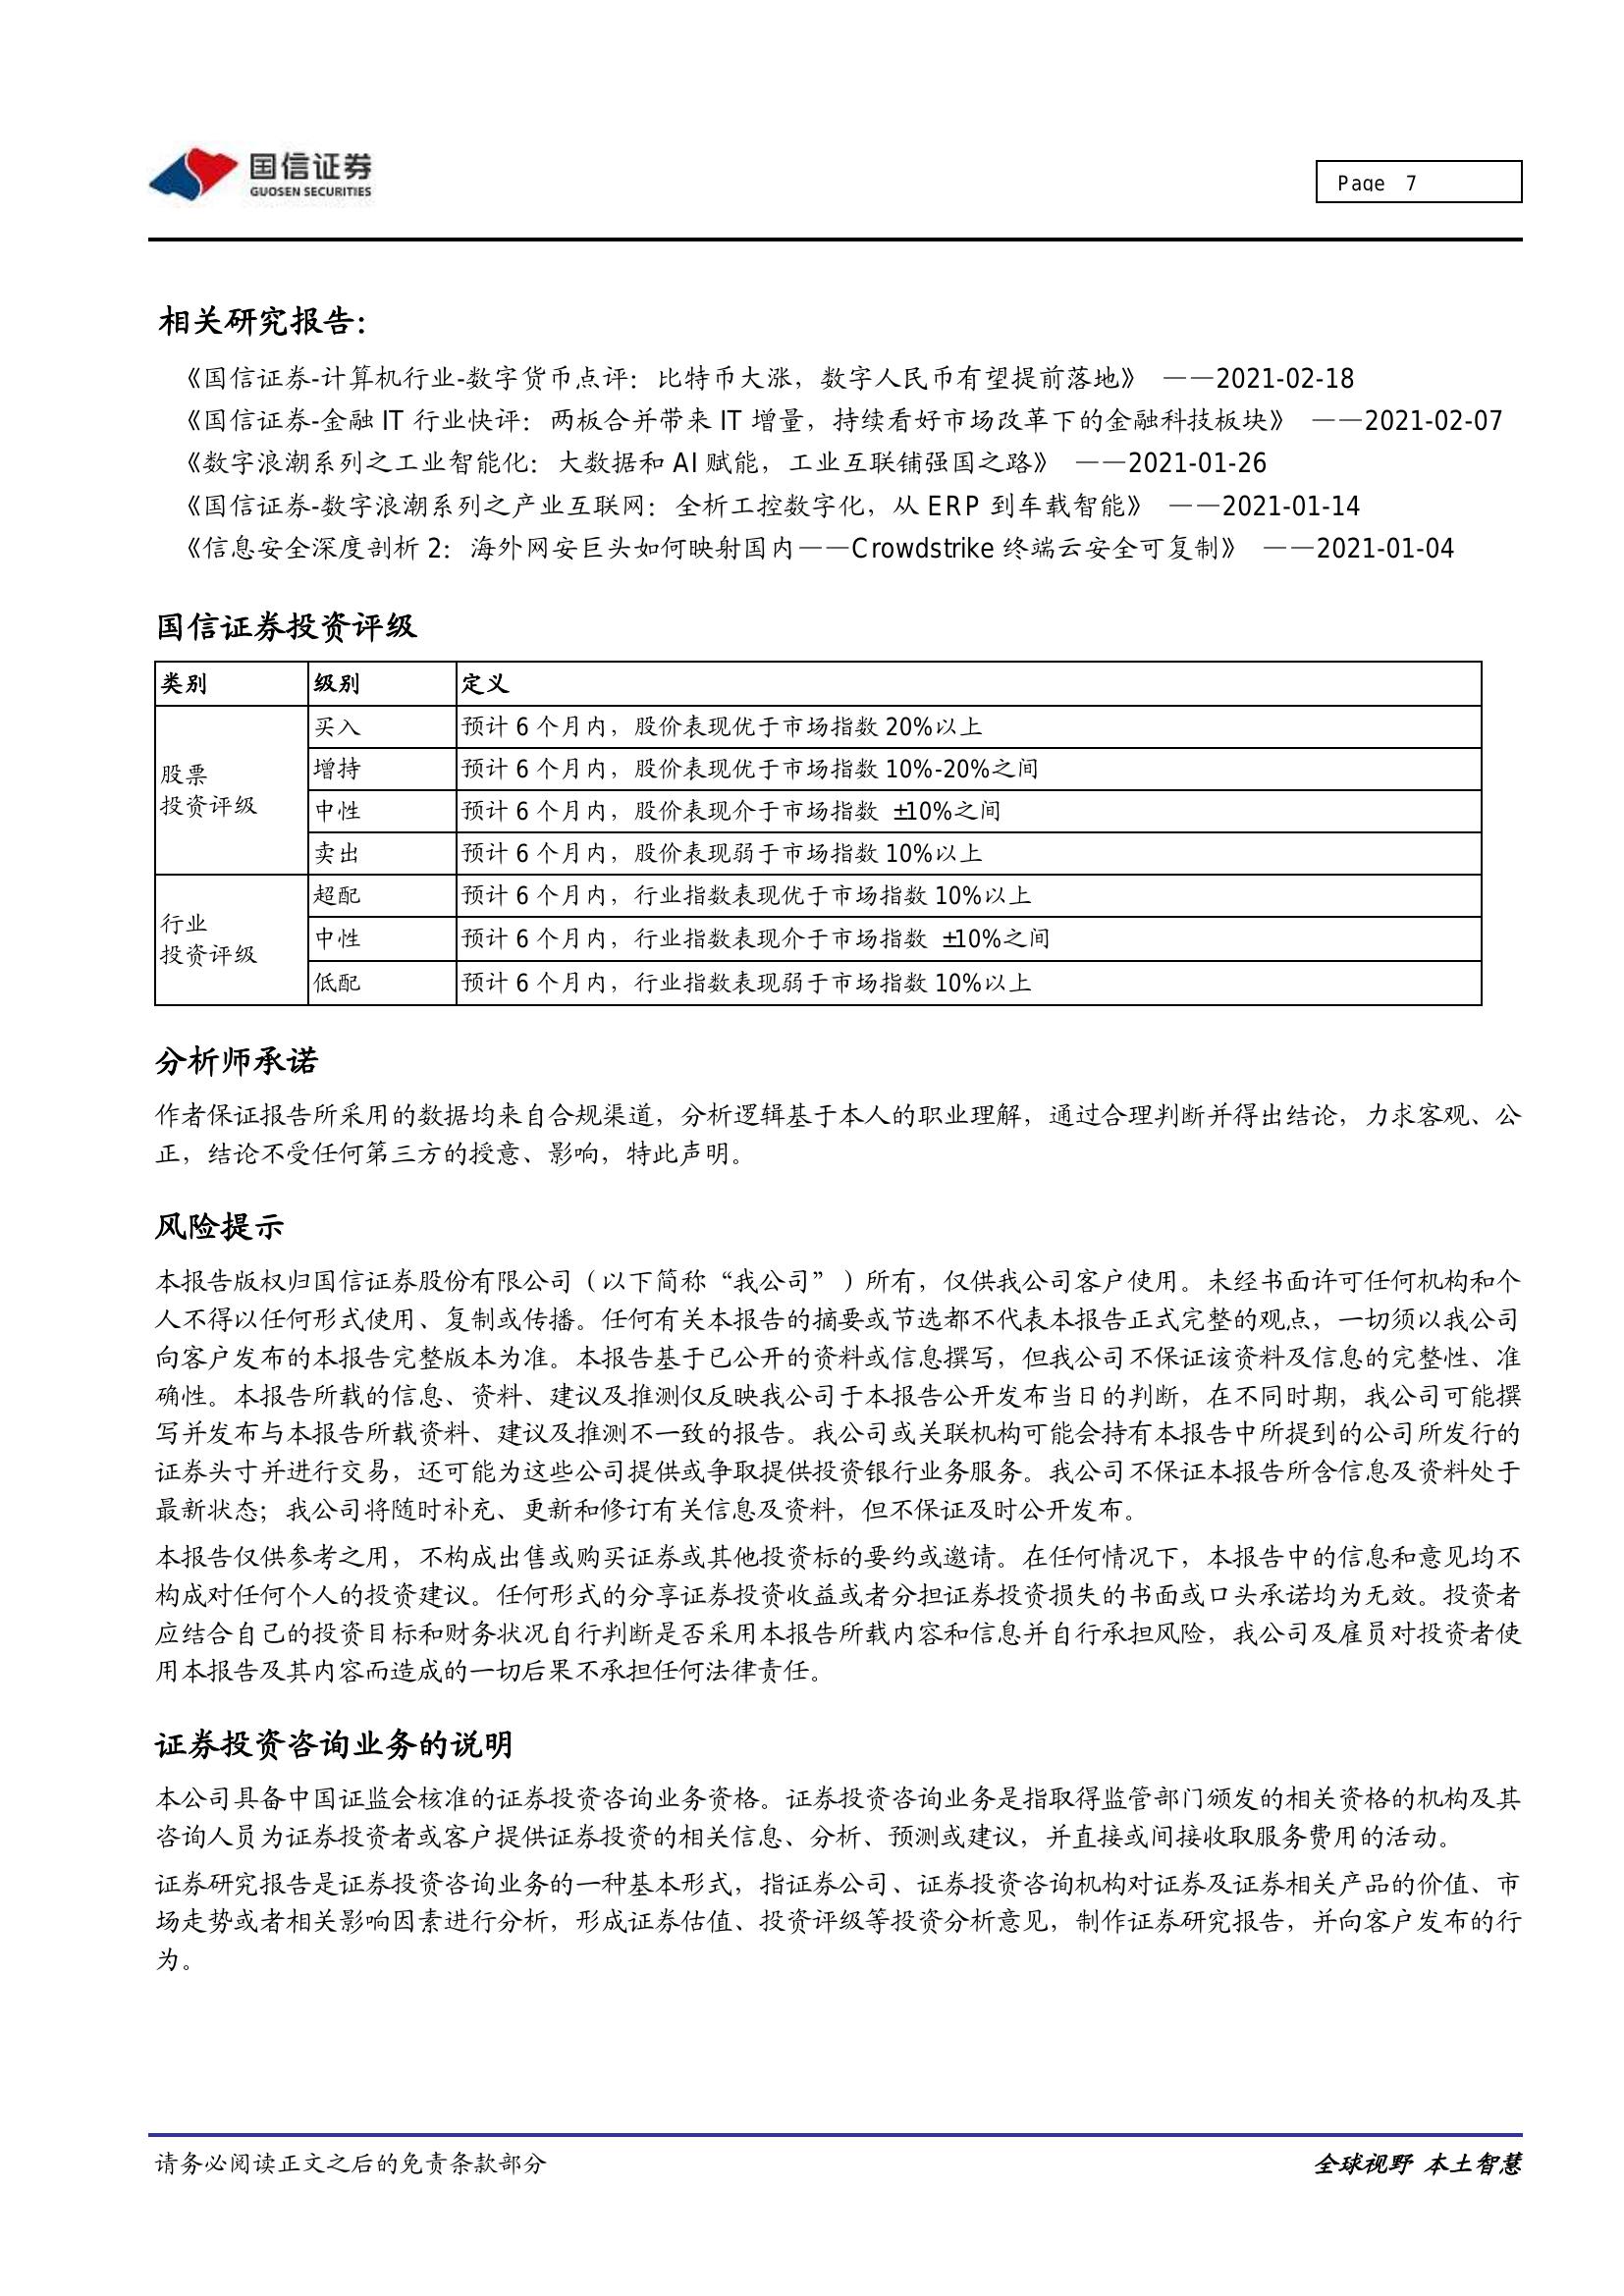 国信证券
GUOSEN SECURITIES
Page 7
相关研究报告：
《国信证券-计算机行业-数字货币点评：比特币大涨，数字人民币有望提前落地》 ——2021-02-18
《国信证券-金融 IT 行业快评：两板合并带来 IT 增量，持续看好市场改革下的金融科技板块》 ——2021-02-07
《数字浪潮系列之工业智能化：大数据和 AI 赋能，工业互联铺强国之路》 ——2021-01-26
《国信证券-数字浪潮系列之产业互联网：全析工控数字化，从 ERP 到车载智能》 ——2021-01-14
《信息安全深度剖析 2：海外网安巨头如何映射国内——Crowdstrike 终端云安全可复制》 ——2021-01-04
国信证券投资评级
类别 级别 定义
股票
投资评级
买入 预计 6 个月内，股价表现优于市场指数 20%以上
增持 预计 6 个月内，股价表现优于市场指数 10%-20%之间
中性 预计 6 个月内，股价表现介于市场指数 ±10%之间
卖出 预计 6 个月内，股价表现弱于市场指数 10%以上
行业
投资评级
超配 预计 6 个月内，行业指数表现优于市场指数 10%以上
中性 预计 6 个月内，行业指数表现介于市场指数 ±10%之间
低配 预计 6 个月内，行业指数表现弱于市场指数 10%以上
分析师承诺
作者保证报告所采用的数据均来自合规渠道，分析逻辑基于本人的职业理解，通过合理判断并得出结论，力求客观、公
正，结论不受任何第三方的授意、影响，特此声明。
风险提示
本报告版权归国信证券股份有限公司（以下简称“我公司”）所有，仅供我公司客户使用。未经书面许可任何机构和个
人不得以任何形式使用、复制或传播。任何有关本报告的摘要或节选都不代表本报告正式完整的观点，一切须以我公司
向客户发布的本报告完整版本为准。本报告基于已公开的资料或信息撰写，但我公司不保证该资料及信息的完整性、准
确性。本报告所载的信息、资料、建议及推测仅反映我公司于本报告公开发布当日的判断，在不同时期，我公司可能撰
写并发布与本报告所载资料、建议及推测不一致的报告。我公司或关联机构可能会持有本报告中所提到的公司所发行的
证券头寸并进行交易，还可能为这些公司提供或争取提供投资银行业务服务。我公司不保证本报告所含信息及资料处于
最新状态；我公司将随时补充、更新和修订有关信息及资料，但不保证及时公开发布。
本报告仅供参考之用，不构成出售或购买证券或其他投资标的要约或邀请。在任何情况下，本报告中的信息和意见均不
构成对任何个人的投资建议。任何形式的分享证券投资收益或者分担证券投资损失的书面或口头承诺均为无效。投资者
应结合自己的投资目标和财务状况自行判断是否采用本报告所载内容和信息并自行承担风险，我公司及雇员对投资者使
用本报告及其内容而造成的一切后果不承担任何法律责任。
证券投资咨询业务的说明
本公司具备中国证监会核准的证券投资咨询业务资格。证券投资咨询业务是指取得监管部门颁发的相关资格的机构及其
咨询人员为证券投资者或客户提供证券投资的相关信息、分析、预测或建议，并直接或间接收取服务费用的活动。
证券研究报告是证券投资咨询业务的一种基本形式，指证券公司、证券投资咨询机构对证券及证券相关产品的价值、市
场走势或者相关影响因素进行分析，形成证券估值、投资评级等投资分析意见，制作证券研究报告，并向客户发布的行
为。
请务必阅读正文之后的免责条款部分
全球视野 本土智慧